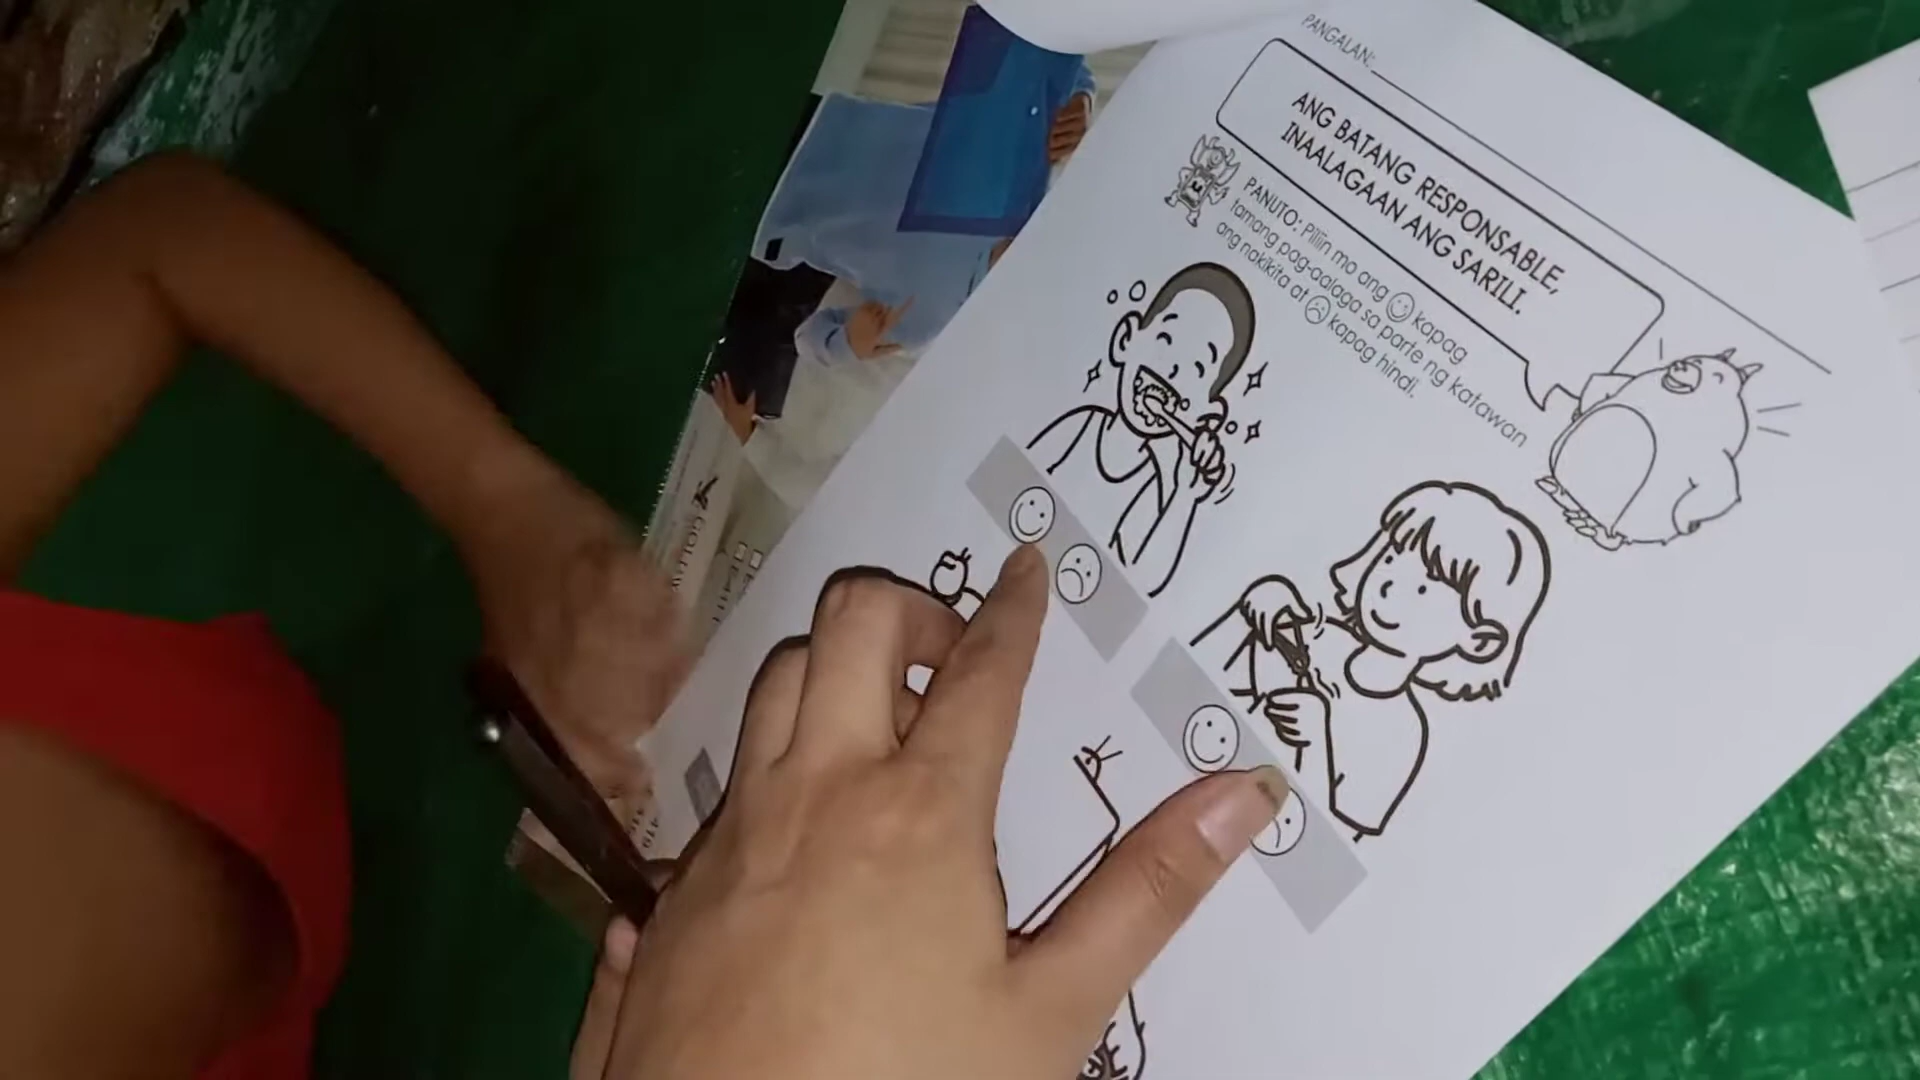 PANGALAN:
ANG BATANG RESPONSABLE,
INAALAGAAN ANG SARILI.
PANUTO: Piliin mo ang kapag
tamang pag-aalaga sa parte ng katawan
ang nakikita at kapag hindi.